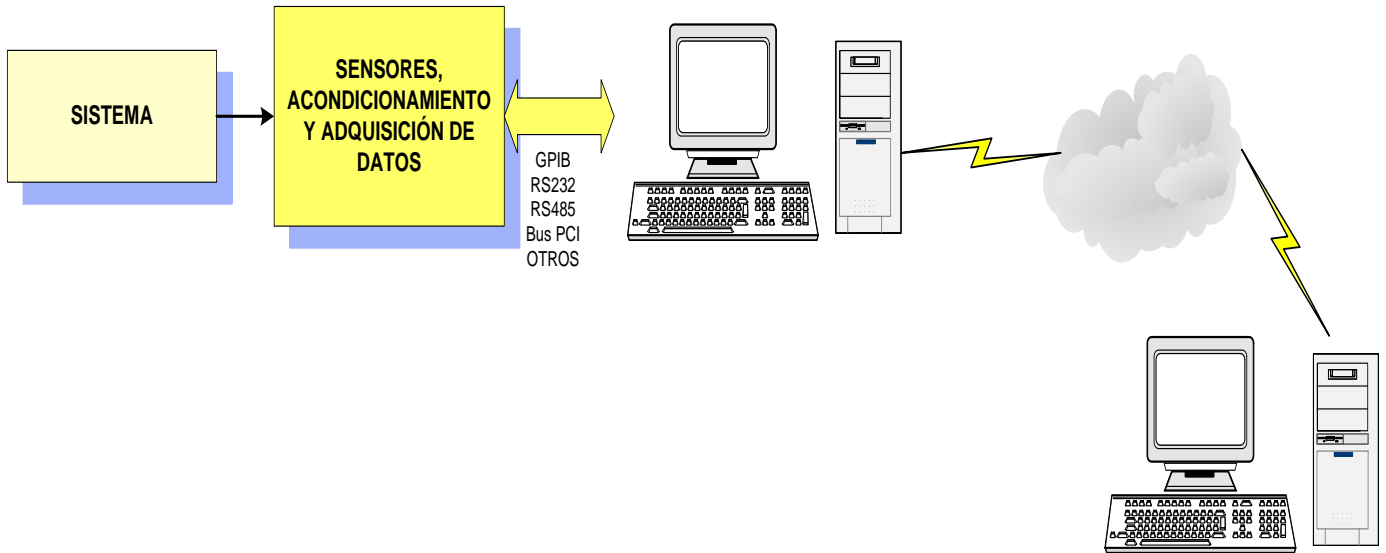 SISTEMA
SENSORES,
ACONDICIONAMIENTO
Y ADQUISICIÓN DE
DATOS
GPIB
RS232
RS485
Bus PCI
OTROS